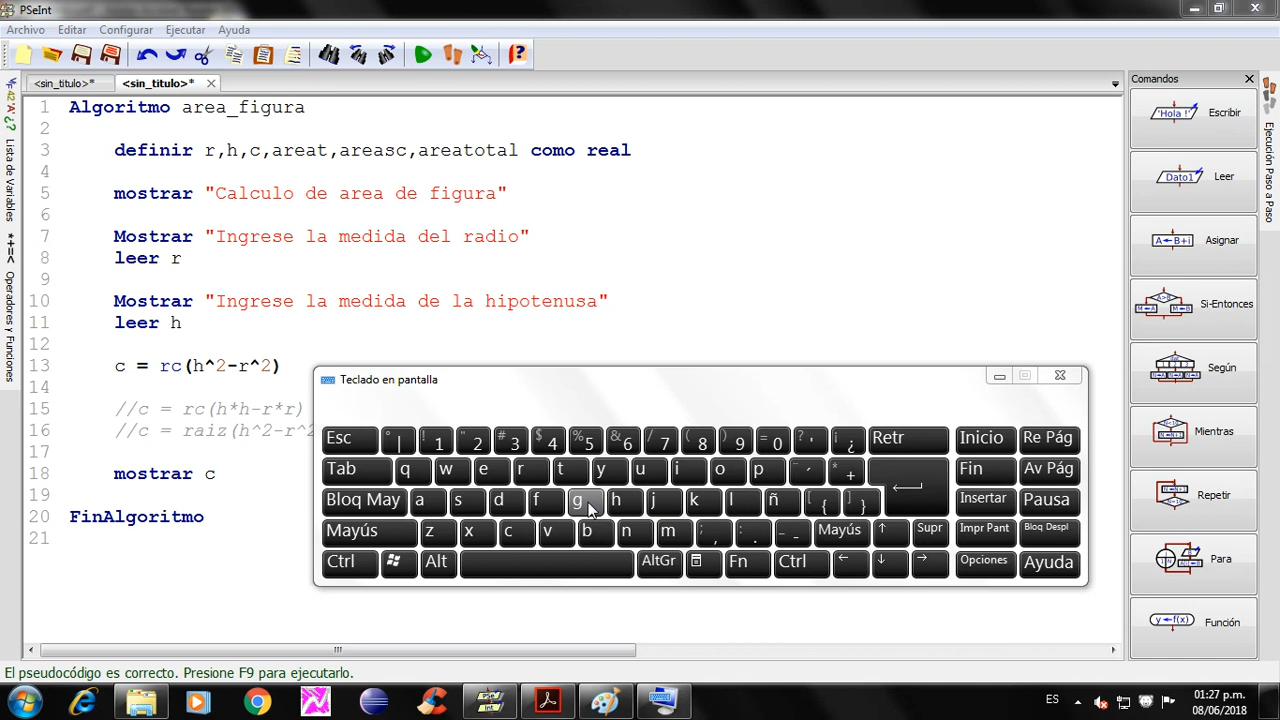 PSeInt
Archivo Editar Configurar Ejecutar Ayuda
<sin_titulo>* <sin_titulo>*
Comandos
1 Algoritmo area_figura
2
3 definir r,h,c,areat,areasc,areatotal como real
4
5 mostrar "Calculo de area de figura"
6
7 Mostrar "Ingrese la medida del radio"
8 leer r
9
10 Mostrar "Ingrese la medida de la hipotenusa"
11 leer h
12
13 c = rc(h^2-r^2)
14
15 //c = rc(h*h-r*r)
16 //c = raiz(h^2-r^2
17
18 mostrar c
19
20 FinAlgoritmo
21
Lista de Variables
*+=< Operadores y Funciones
'Hola !' Escribir
Dato1 Leer
A←B+i Asignar
Si-Entonces
Según
Mientras
Repetir
Para
y←f(x) Función
Ejecución Paso a Paso
Teclado en pantalla
Esc ° | ! 1 " 2 # 3 $ 4 % 5 & 6 / 7 ( 8 ) 9 = 0 ? ' ¡ ¿ Retr Inicio Re Pág
Tab q w e r t y u i o p ¨ ´ * + Fin Av Pág
Bloq May a s d f g h j k l ñ [ { ] } Insertar Pausa
Mayús z x c v b n m ; , : . _ - Mayús ↑ Supr Impr Pant Bloq Despl
Ctrl Alt AltGr Fn Ctrl ← ↓ → Opciones Ayuda
El pseudocódigo es correcto. Presione F9 para ejecutarlo.
ES
01:27 p.m.
08/06/2018